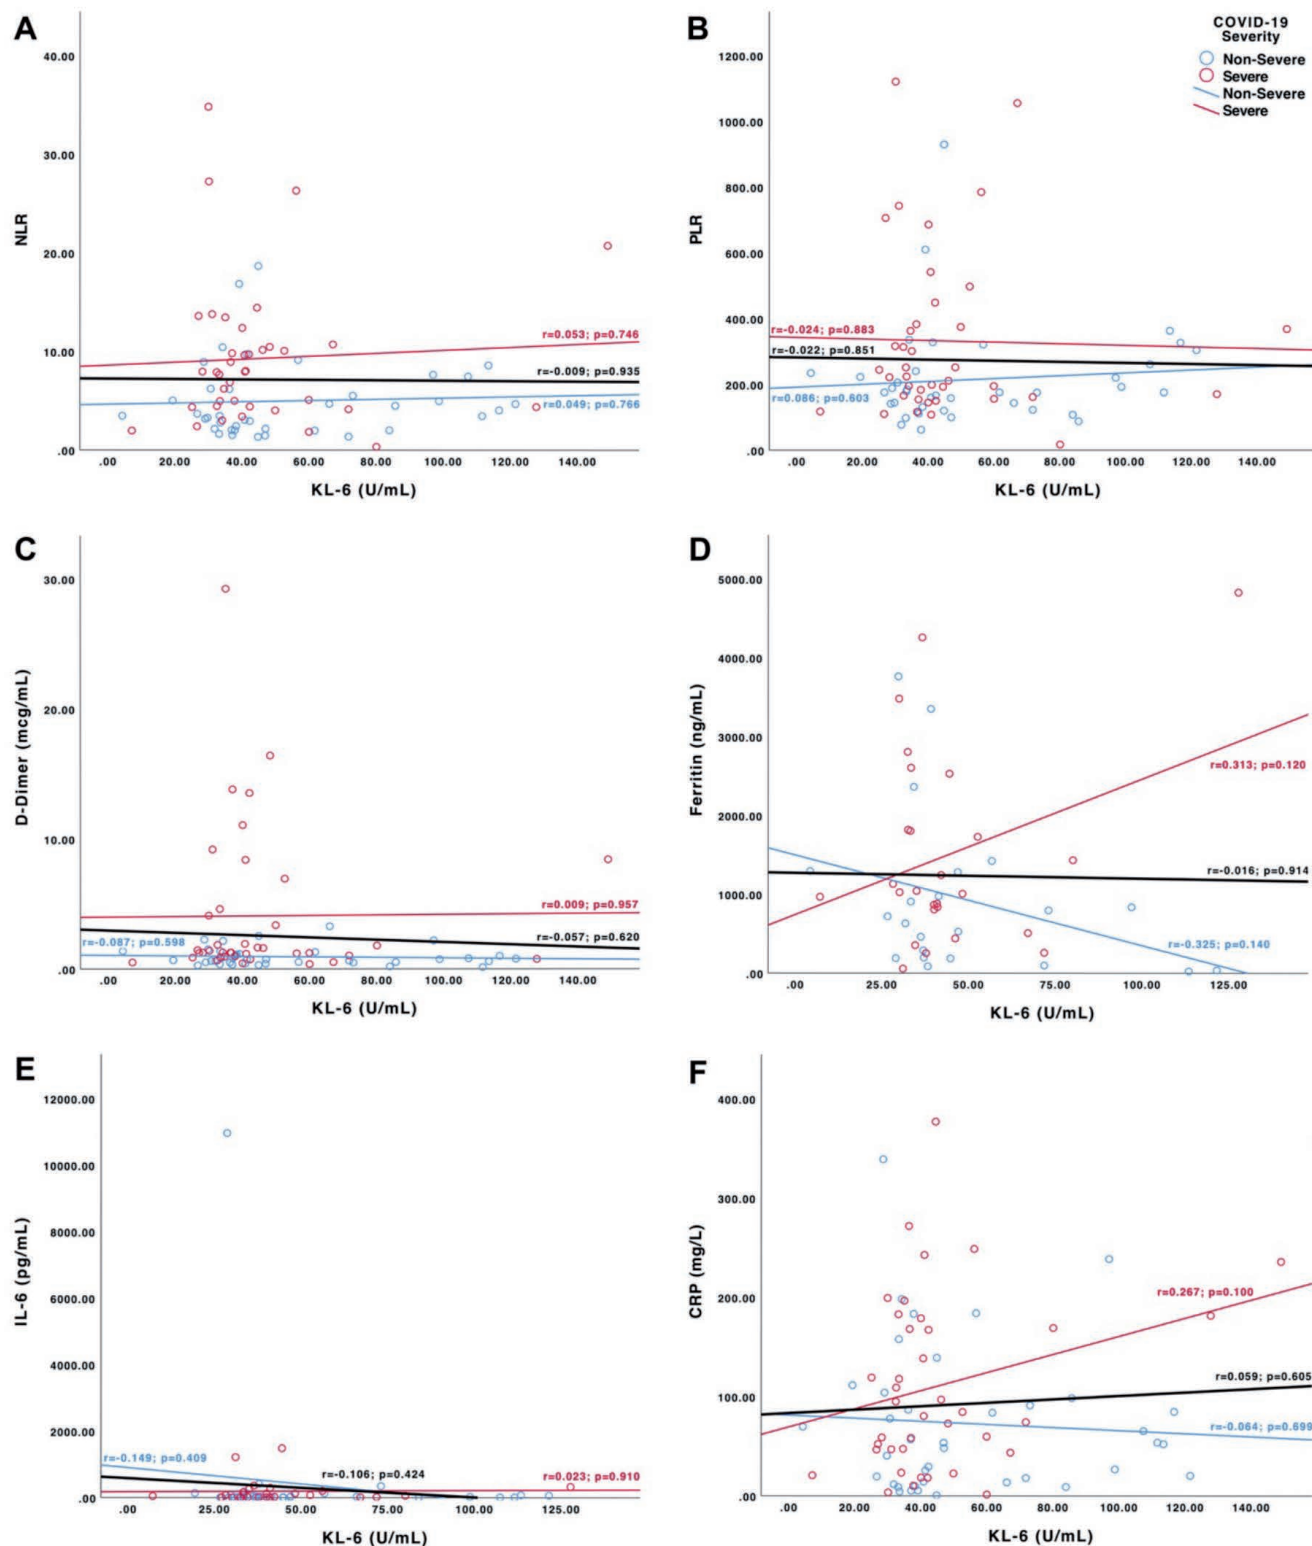 A
40.00
30.00
20.00
10.00
.00
NLR
r=0.053; p=0.746
r=-0.009; p=0.935
r=0.049; p=0.766
.00 20.00 40.00 60.00 80.00 100.00 120.00 140.00
KL-6 (U/mL)
B
COVID-19
Severity
Non-Severe
Severe
Non-Severe
Severe
1200.00
1000.00
800.00
600.00
400.00
200.00
.00
PLR
r=-0.024; p=0.883
r=-0.022; p=0.851
r=0.086; p=0.603
.00 20.00 40.00 60.00 80.00 100.00 120.00 140.00
KL-6 (U/mL)
C
30.00
20.00
10.00
.00
D-Dimer (mcg/mL)
r=0.009; p=0.957
r=-0.087; p=0.598
r=-0.057; p=0.620
.00 20.00 40.00 60.00 80.00 100.00 120.00 140.00
KL-6 (U/mL)
D
5000.00
4000.00
3000.00
2000.00
1000.00
.00
Ferritin (ng/mL)
r=0.313; p=0.120
r=-0.016; p=0.914
r=-0.325; p=0.140
.00 25.00 50.00 75.00 100.00 125.00
KL-6 (U/mL)
E
12000.00
10000.00
8000.00
6000.00
4000.00
2000.00
.00
IL-6 (pg/mL)
r=-0.149; p=0.409
r=-0.106; p=0.424
r=0.023; p=0.910
.00 25.00 50.00 75.00 100.00 125.00
KL-6 (U/mL)
F
400.00
300.00
200.00
100.00
.00
CRP (mg/L)
r=0.267; p=0.100
r=0.059; p=0.605
r=-0.064; p=0.699
.00 20.00 40.00 60.00 80.00 100.00 120.00 140.00
KL-6 (U/mL)